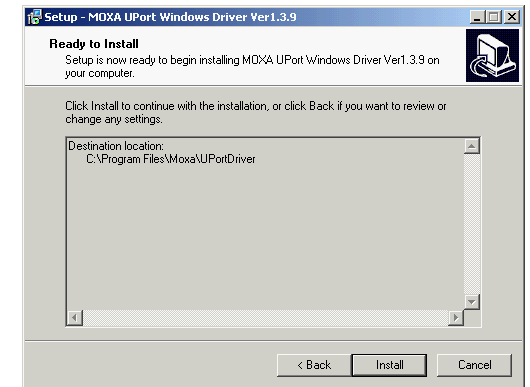 Setup - MOXA UPort Windows Driver Ver1.3.9
Ready to Install
Setup is now ready to begin installing MOXA UPort Windows Driver Ver1.3.9 on
your computer.
Click Install to continue with the installation, or click Back if you want to review or
change any settings.
Destination location:
C:\Program Files\Moxa\UPortDriver
< Back
Install
Cancel